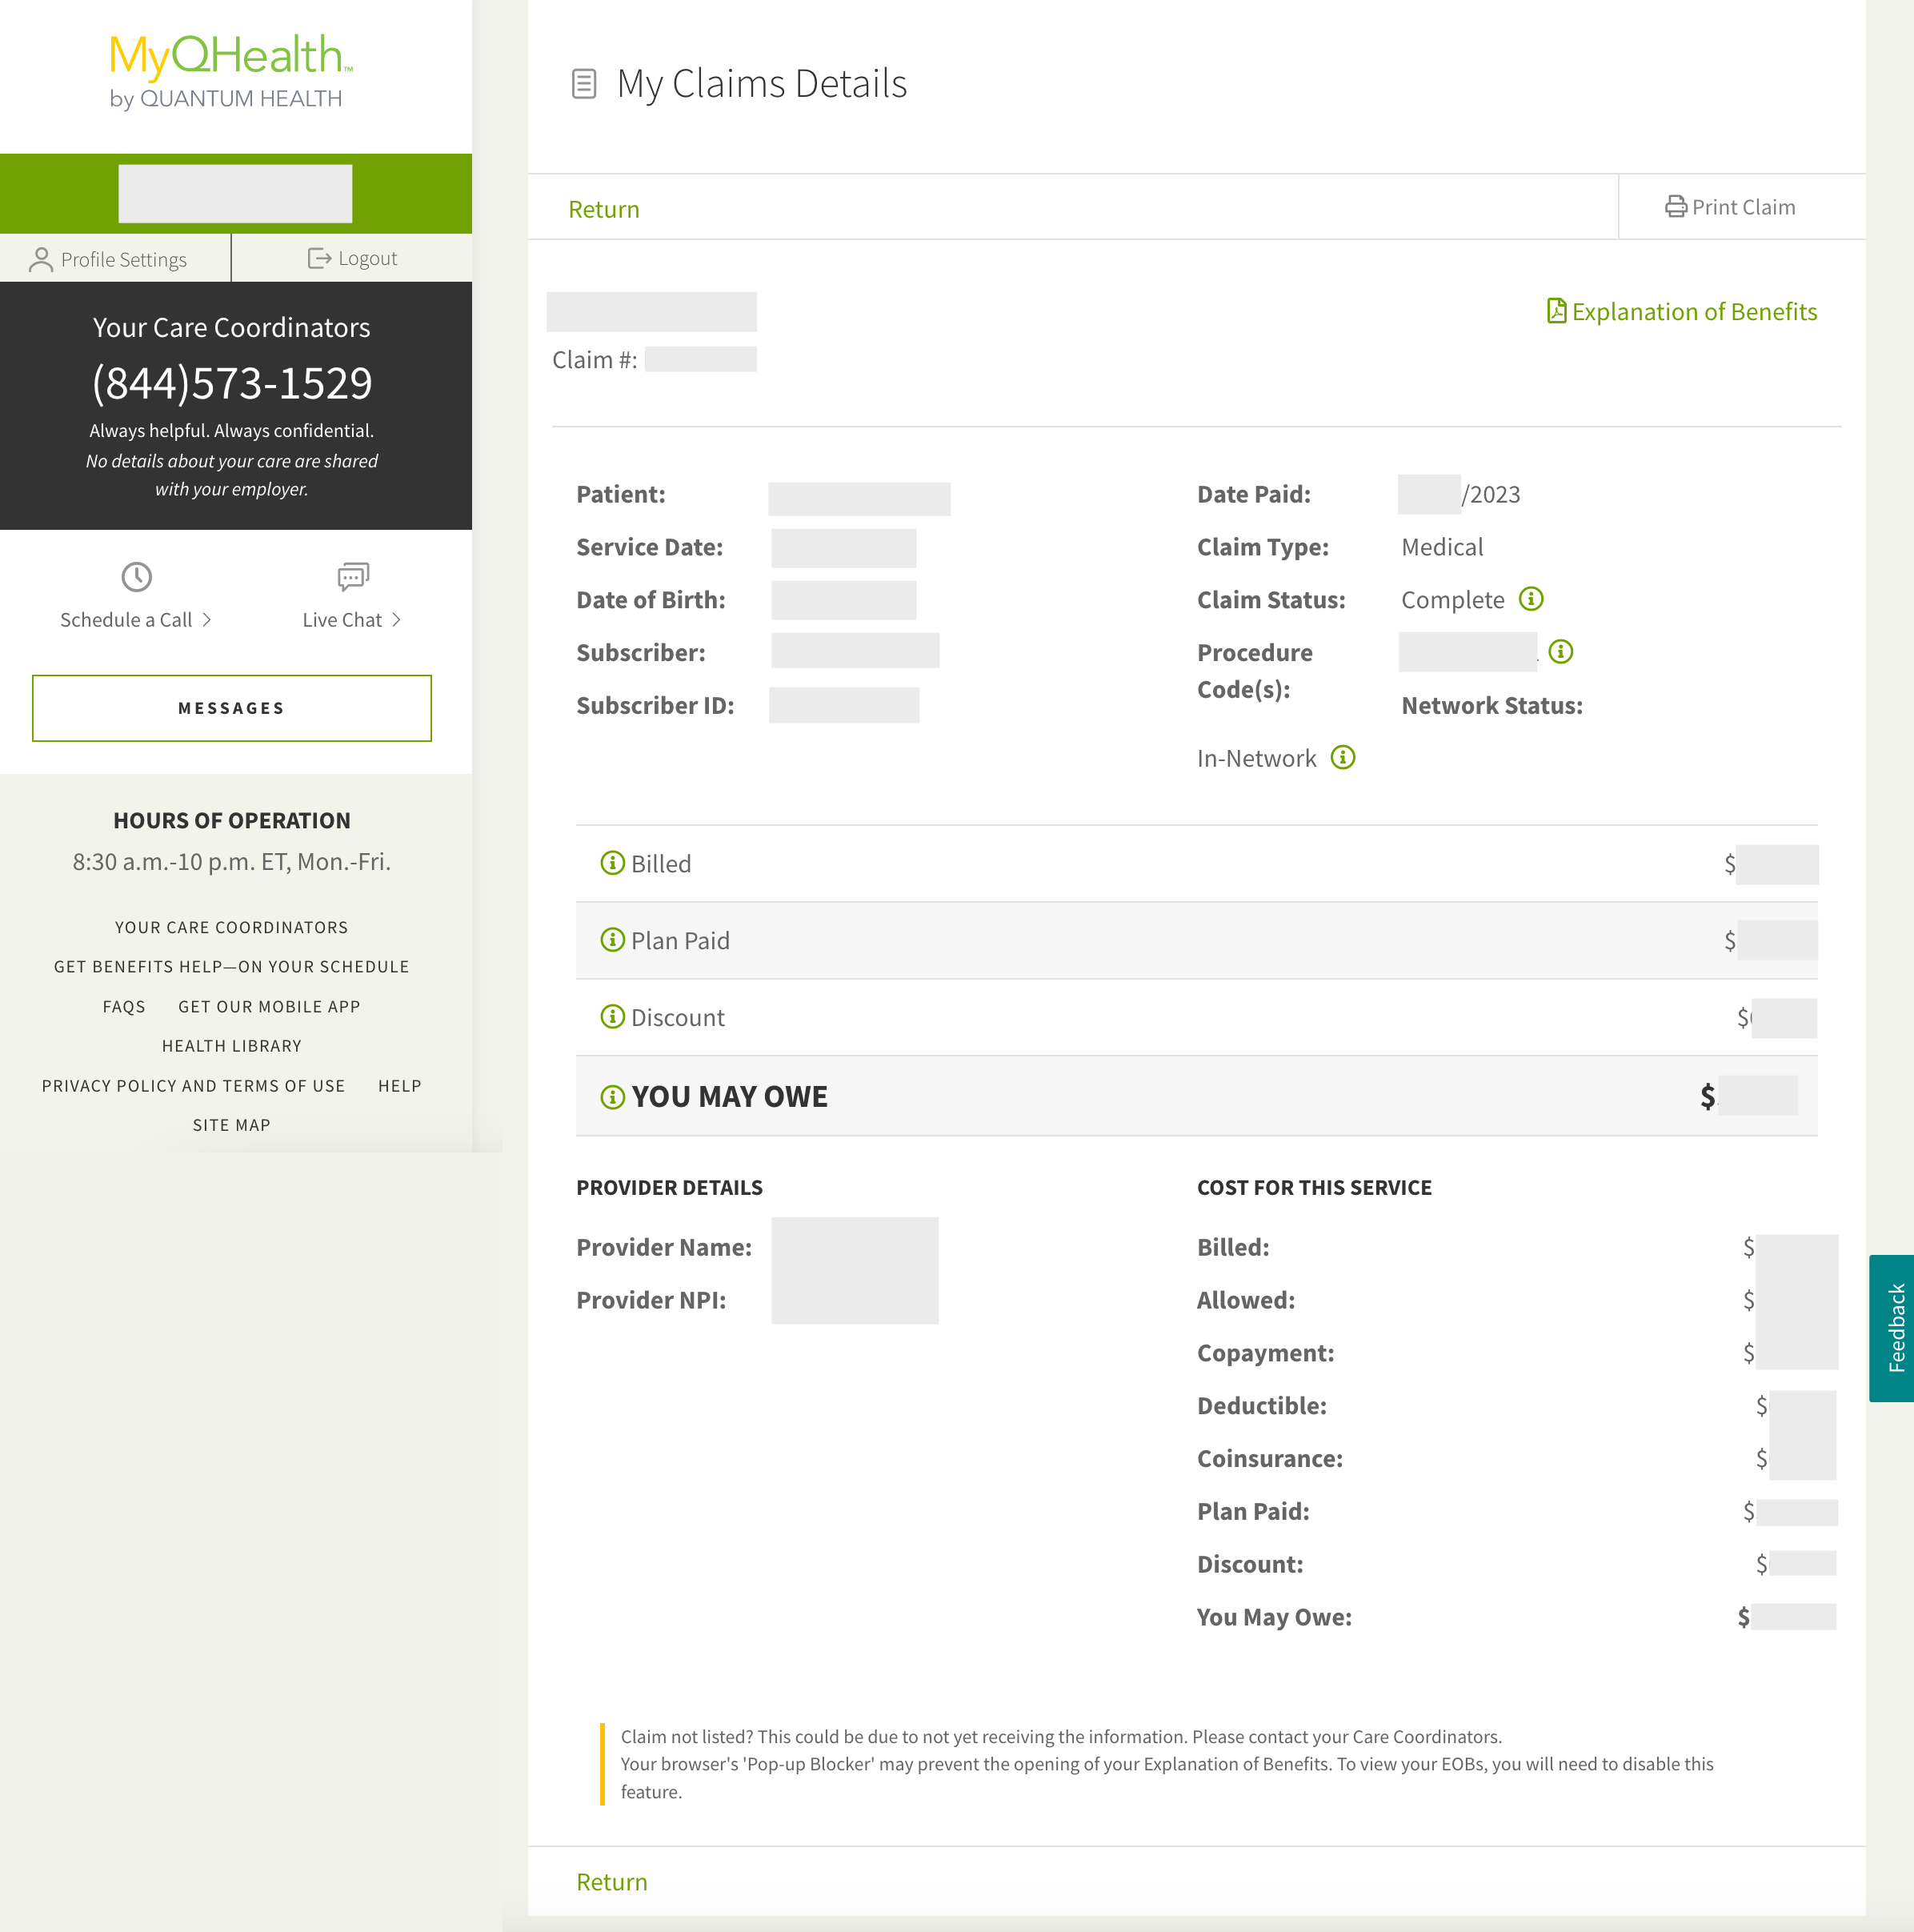 MyQHealth™
by QUANTUM HEALTH
Profile Settings
Logout
Your Care Coordinators
(844)573-1529
Always helpful. Always confidential.
No details about your care are shared
with your employer.
Schedule a Call
Live Chat
MESSAGES
HOURS OF OPERATION
8:30 a.m.-10 p.m. ET, Mon.-Fri.
YOUR CARE COORDINATORS
GET BENEFITS HELP—ON YOUR SCHEDULE
FAQS GET OUR MOBILE APP
HEALTH LIBRARY
PRIVACY POLICY AND TERMS OF USE HELP
SITE MAP
My Claims Details
Return
Print Claim
Explanation of Benefits
Claim #:
Patient:
Service Date:
Date of Birth:
Subscriber:
Subscriber ID:
Date Paid: /2023
Claim Type: Medical
Claim Status: Complete
Procedure
Code(s):
Network Status:
In-Network
Billed $
Plan Paid $
Discount $
YOU MAY OWE $
PROVIDER DETAILS
Provider Name:
Provider NPI:
COST FOR THIS SERVICE
Billed: $
Allowed: $
Copayment: $
Deductible: $
Coinsurance: $
Plan Paid: $
Discount: $
You May Owe: $
Claim not listed? This could be due to not yet receiving the information. Please contact your Care Coordinators.
Your browser's 'Pop-up Blocker' may prevent the opening of your Explanation of Benefits. To view your EOBs, you will need to disable this
feature.
Return
Feedback